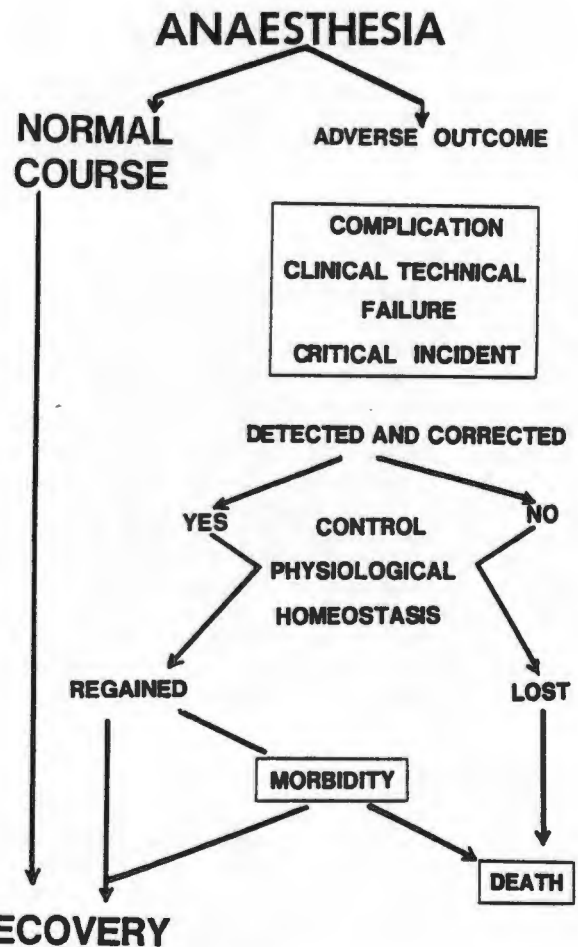 ANAESTHESIA
NORMAL
COURSE
ADVERSE OUTCOME
COMPLICATION
CLINICAL TECHNICAL
FAILURE
CRITICAL INCIDENT
DETECTED AND CORRECTED
YES
CONTROL
NO
PHYSIOLOGICAL
HOMEOSTASIS
REGAINED
LOST
MORBIDITY
DEATH
ECOVERY